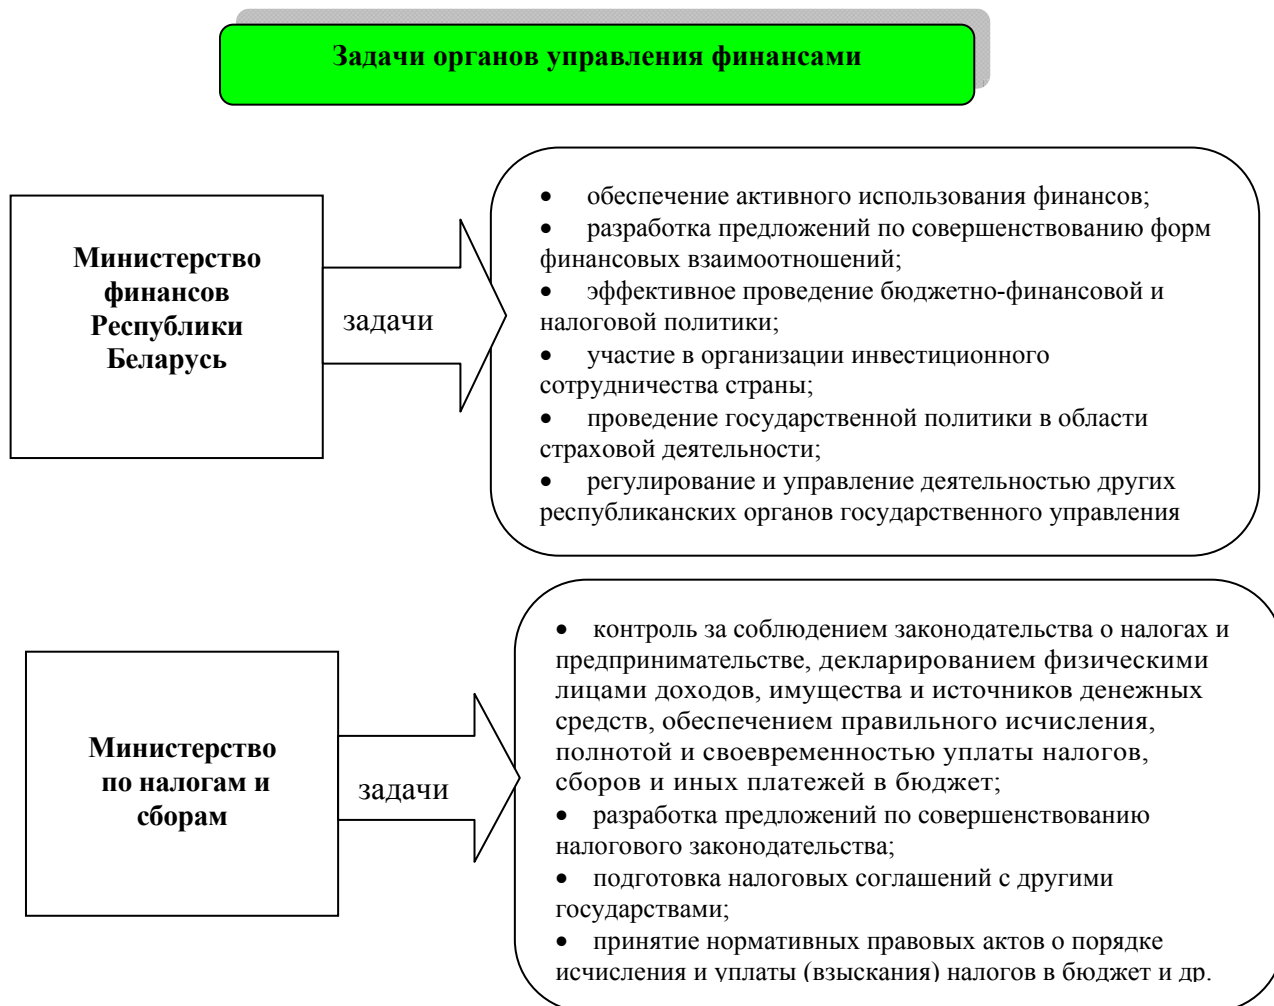 Задачи органов управления финансами
Министерство
финансов
Республики
Беларусь
задачи
• обеспечение активного использования финансов;
• разработка предложений по совершенствованию форм
финансовых взаимоотношений;
• эффективное проведение бюджетно-финансовой и
налоговой политики;
• участие в организации инвестиционного
сотрудничества страны;
• проведение государственной политики в области
страховой деятельности;
• регулирование и управление деятельностью других
республиканских органов государственного управления
Министерство
по налогам и
сборам
задачи
• контроль за соблюдением законодательства о налогах и
предпринимательстве, декларированием физическими
лицами доходов, имущества и источников денежных
средств, обеспечением правильного исчисления,
полнотой и своевременностью уплаты налогов,
сборов и иных платежей в бюджет;
• разработка предложений по совершенствованию
налогового законодательства;
• подготовка налоговых соглашений с другими
государствами;
• принятие нормативных правовых актов о порядке
исчисления и уплаты (взыскания) налогов в бюджет и др.